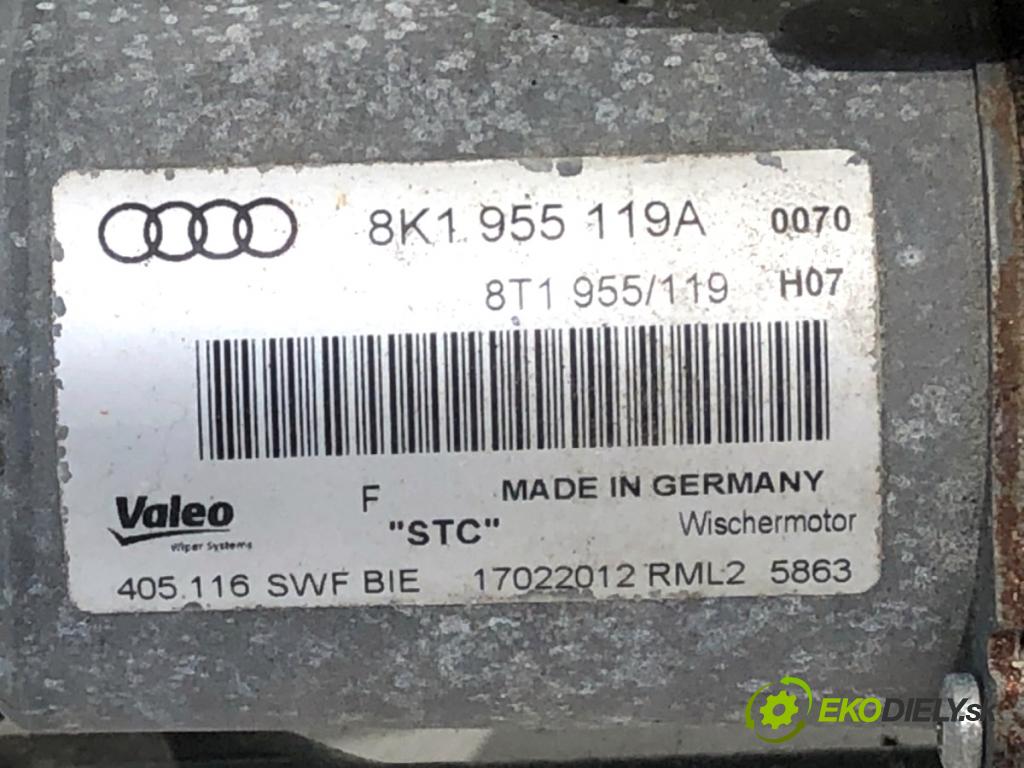 8K1 955 119A 0070
8T1 955/119 H07
F MADE IN GERMANY
Valeo "STC" Wischermotor
Wiper Systems
405.116 SWF BIE 17022012 RML2 5863
EKODIELY.sk